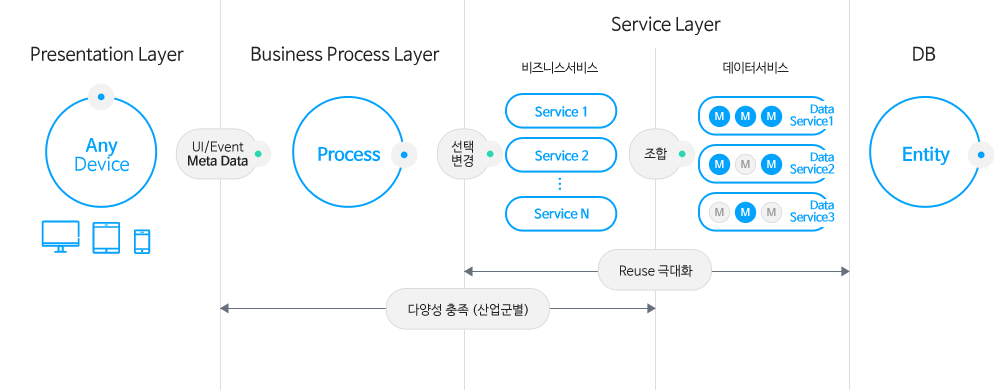 Presentation Layer
Business Process Layer
Service Layer
DB
비즈니스서비스
데이터서비스
Any
Device
UI/Event
Meta Data
Process
선택
변경
Service 1
Service 2
Service N
조합
M M M
Data
Service1
M M M
Data
Service2
M M M
Data
Service3
Entity
Reuse 극대화
다양성 충족 (산업군별)